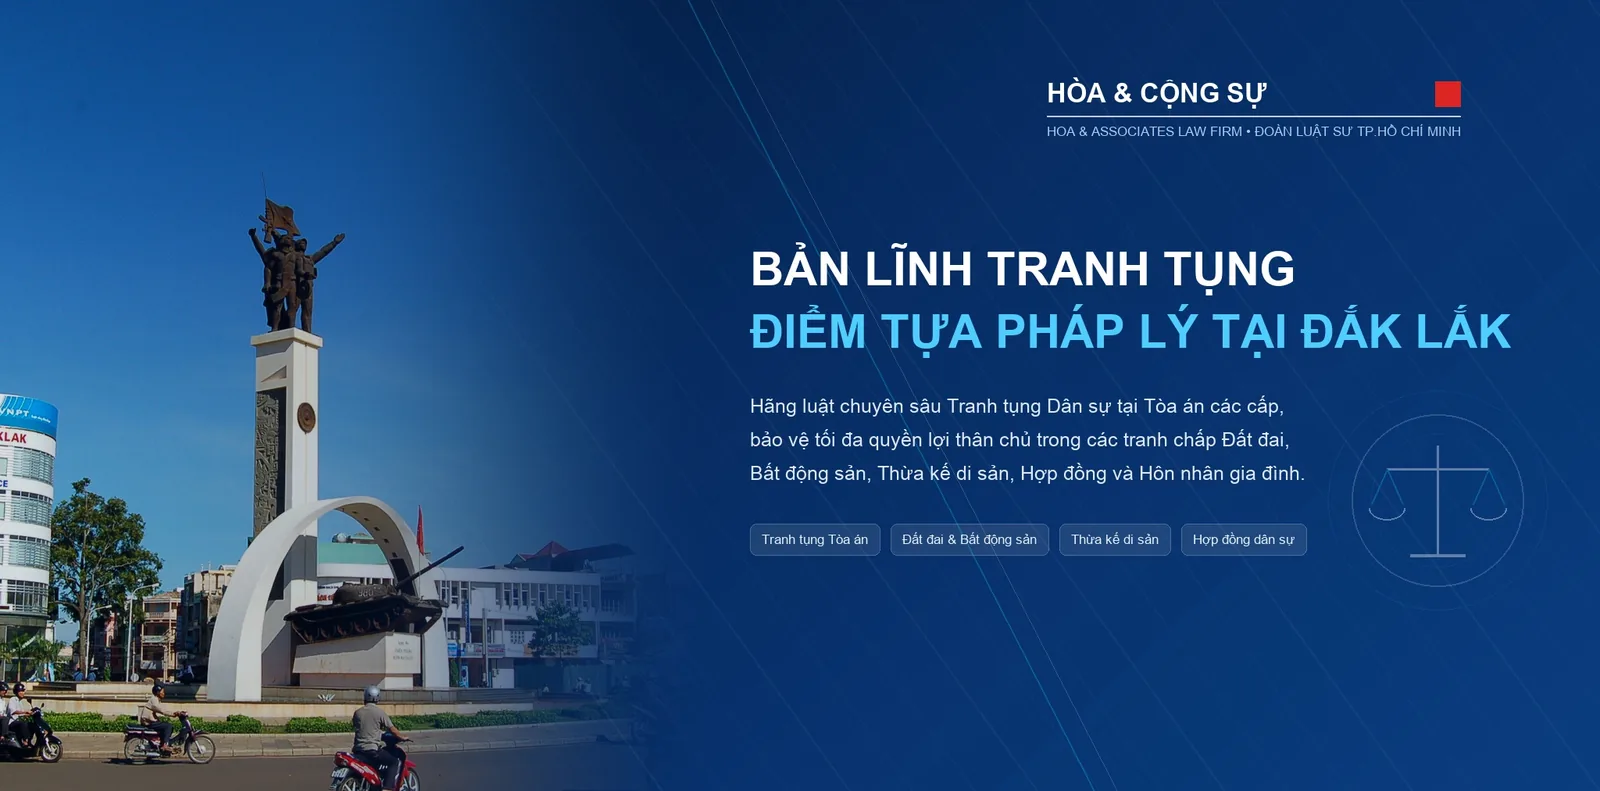 HÒA & CỘNG SỰ
HOA & ASSOCIATES LAW FIRM • ĐOÀN LUẬT SƯ TP.HỒ CHÍ MINH
BẢN LĨNH TRANH TỤNG
ĐIỂM TỰA PHÁP LÝ TẠI ĐẮK LẮK
Hãng luật chuyên sâu Tranh tụng Dân sự tại Tòa án các cấp,
bảo vệ tối đa quyền lợi thân chủ trong các tranh chấp Đất đai,
Bất động sản, Thừa kế di sản, Hợp đồng và Hôn nhân gia đình.
Tranh tụng Tòa án
Đất đai & Bất động sản
Thừa kế di sản
Hợp đồng dân sự
VNPT
KLAK